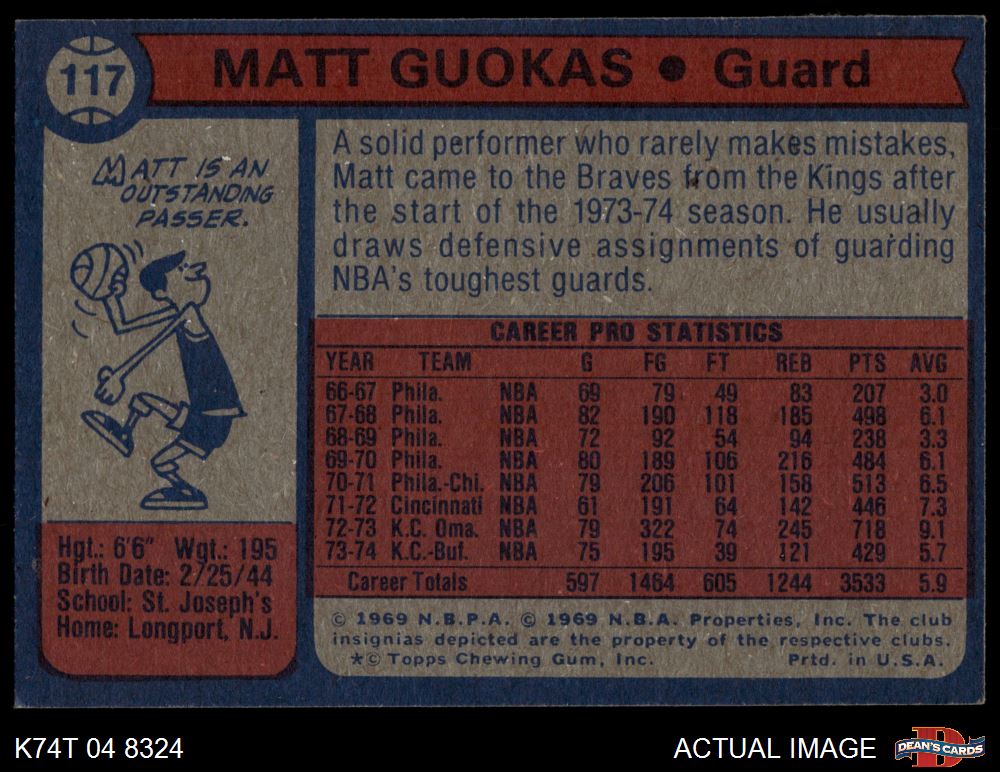 117
MATT GUOKAS ● Guard
MATT IS AN
OUTSTANDING
PASSER.
A solid performer who rarely makes mistakes,
Matt came to the Braves from the Kings after
the start of the 1973-74 season. He usually
draws defensive assignments of guarding
NBA's toughest guards.
CAREER PRO STATISTICS
YEAR TEAM G FG FT REB PTS AVG
66-67 Phila. NBA 69 79 49 83 207 3.0
67-68 Phila. NBA 82 190 118 185 498 6.1
68-69 Phila. NBA 72 92 54 94 238 3.3
69-70 Phila. NBA 80 189 106 216 484 6.1
70-71 Phila.-Chi. NBA 79 206 101 158 513 6.5
71-72 Cincinnati NBA 61 191 64 142 446 7.3
72-73 K.C. Oma. NBA 79 322 74 245 718 9.1
73-74 K.C.-Buf. NBA 75 195 39 121 429 5.7
Career Totals 597 1464 605 1244 3533 5.9
Hgt.: 6'6" Wgt.: 195
Birth Date: 2/25/44
School: St. Joseph's
Home: Longport, N.J.
© 1969 N.B.P.A. © 1969 N.B.A. Properties, Inc. The club
insignias depicted are the property of the respective clubs.
*© Topps Chewing Gum, Inc. Prtd. in U.S.A.
K74T 04 8324
ACTUAL IMAGE
D
DEAN'S CARDS